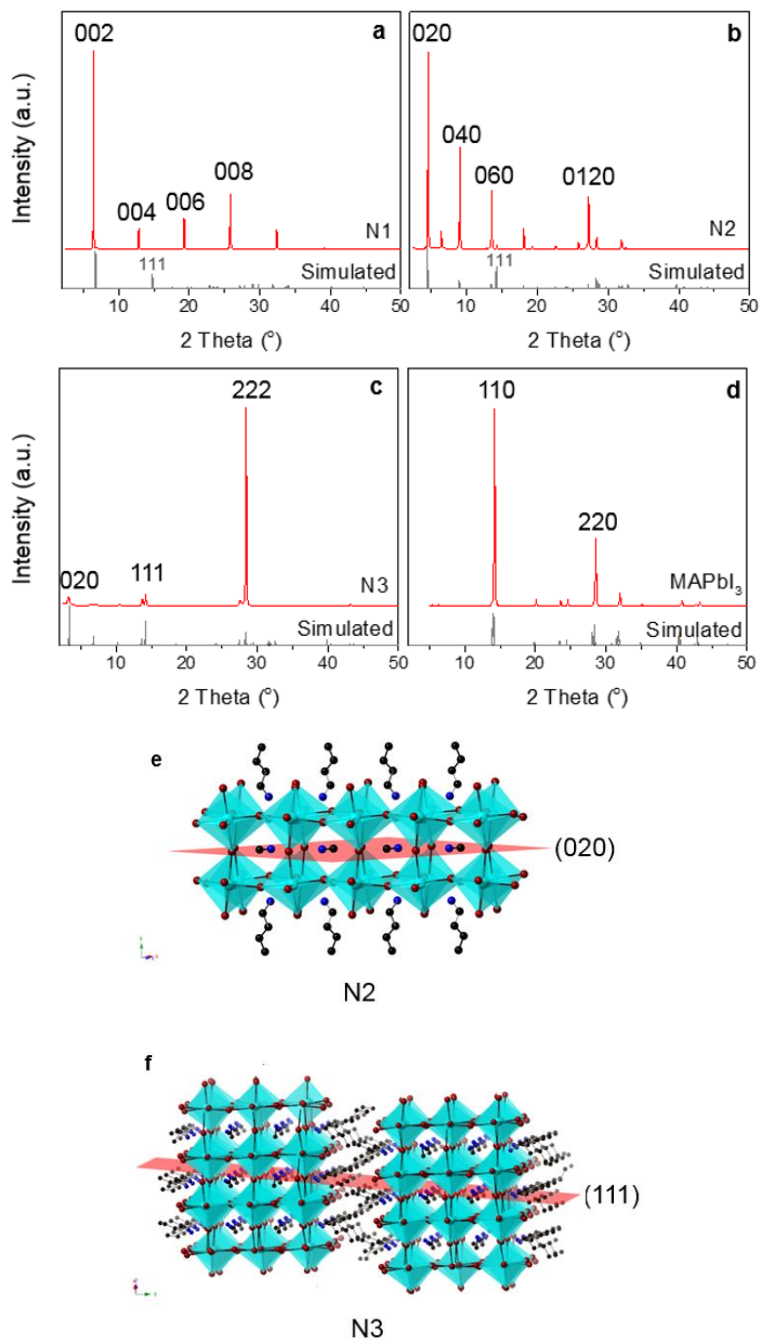 a
002
004
006
008
N1
111
Simulated
Intensity (a.u.)
10 20 30 40 50
2 Theta (°)
b
020
040
060
0120
N2
111
Simulated
10 20 30 40 50
2 Theta (°)
c
222
020
111
N3
Simulated
Intensity (a.u.)
10 20 30 40 50
2 Theta (°)
d
110
220
MAPbI₃
Simulated
10 20 30 40 50
2 Theta (°)
e
(020)
N2
f
(111)
N3